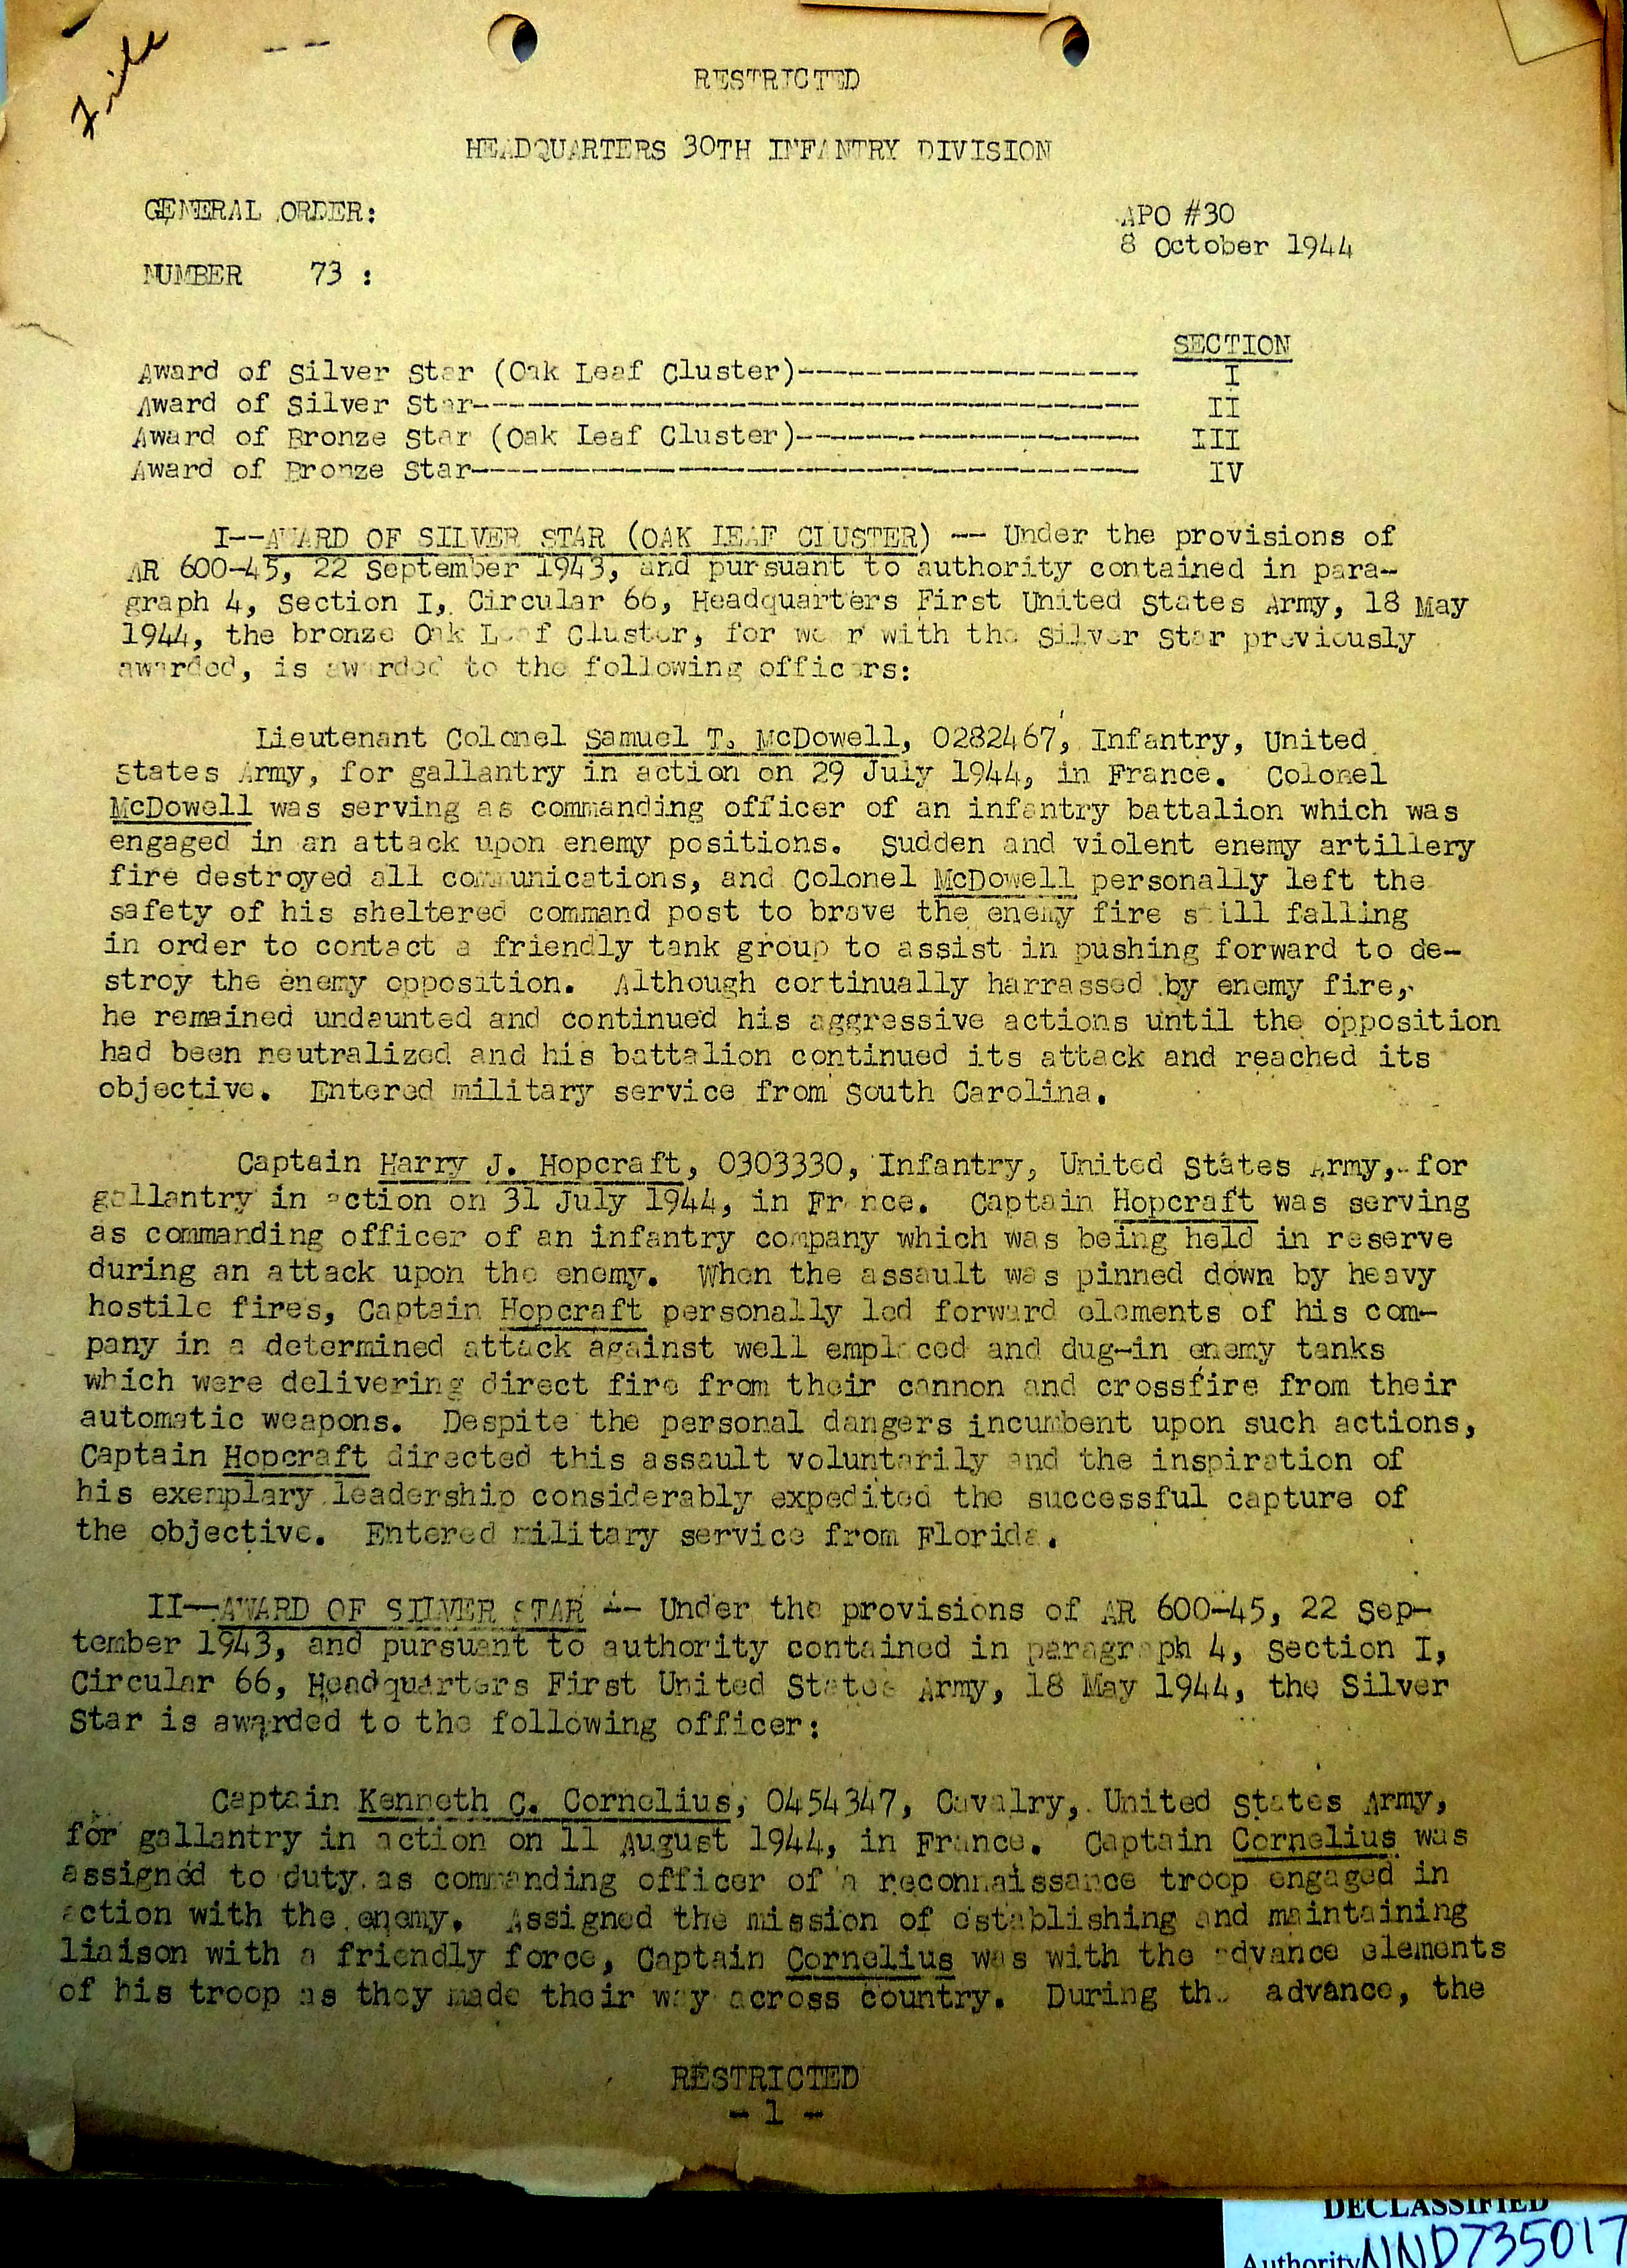 RESTRICTED
HEADQUARTERS 30TH INFANTRY DIVISION
GENERAL ORDER:
APO #30
8 October 1944
NUMBER 73 :
SECTION
Award of Silver Star (Oak Leaf Cluster)-------------------- I
Award of Silver Star--------------------------------------- II
Award of Bronze Star (Oak Leaf Cluster)-------------------- III
Award of Bronze Star--------------------------------------- IV
I--AWARD OF SILVER STAR (OAK LEAF CLUSTER) -- Under the provisions of
AR 600-45, 22 September 1943, and pursuant to authority contained in para-
graph 4, Section I, Circular 66, Headquarters First United States Army, 18 May
1944, the bronze Oak Leaf Cluster, for wear with the Silver Star previously
awarded, is awarded to the following officers:
Lieutenant Colonel Samuel T. McDowell, 0282467, Infantry, United
States Army, for gallantry in action on 29 July 1944, in France. Colonel
McDowell was serving as commanding officer of an infantry battalion which was
engaged in an attack upon enemy positions. Sudden and violent enemy artillery
fire destroyed all communications, and Colonel McDowell personally left the
safety of his sheltered command post to brave the enemy fire still falling
in order to contact a friendly tank group to assist in pushing forward to de-
stroy the enemy opposition. Although continually harrassed by enemy fire,
he remained undaunted and continued his aggressive actions until the opposition
had been neutralized and his battalion continued its attack and reached its
objective. Entered military service from South Carolina.
Captain Harry J. Hopcraft, 0303330, Infantry, United States Army, for
gallantry in action on 31 July 1944, in France. Captain Hopcraft was serving
as commanding officer of an infantry company which was being held in reserve
during an attack upon the enemy. When the assault was pinned down by heavy
hostile fires, Captain Hopcraft personally led forward elements of his com-
pany in a determined attack against well emplaced and dug-in enemy tanks
which were delivering direct fire from their cannon and crossfire from their
automatic weapons. Despite the personal dangers incumbent upon such actions,
Captain Hopcraft directed this assault voluntarily and the inspiration of
his exemplary leadership considerably expedited the successful capture of
the objective. Entered military service from Florida.
II--AWARD OF SILVER STAR -- Under the provisions of AR 600-45, 22 Sep-
tember 1943, and pursuant to authority contained in paragraph 4, Section I,
Circular 66, Headquarters First United States Army, 18 May 1944, the Silver
Star is awarded to the following officer:
Captain Kenneth C. Cornelius, 0454347, Cavalry, United States Army,
for gallantry in action on 11 August 1944, in France. Captain Cornelius was
assigned to duty as commanding officer of a reconnaissance troop engaged in
action with the enemy. Assigned the mission of establishing and maintaining
liaison with a friendly force, Captain Cornelius was with the advance elements
of his troop as they made their way across country. During the advance, the
RESTRICTED
- 1 -
DECLASSIFIED
Authority NND735017